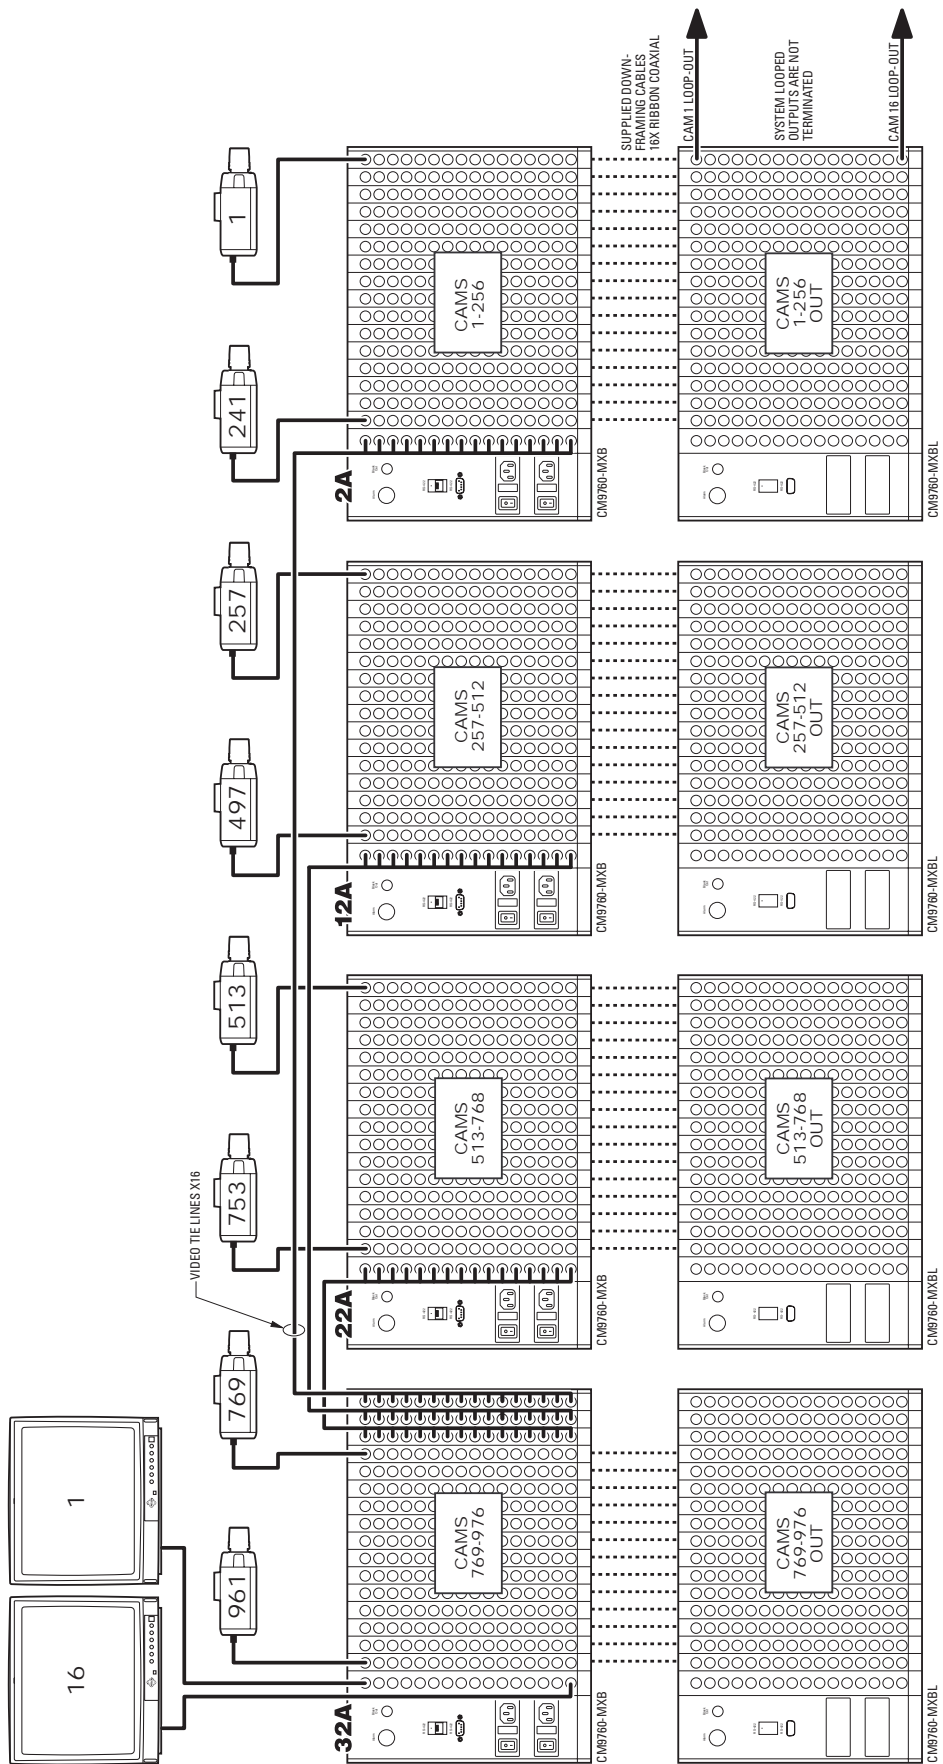 16
1
961
769
753
513
497
257
241
1
VIDEO TIE LINES X16
32A
22A
12A
2A
CAMS
769-976
CAMS
513-768
CAMS
257-512
CAMS
1-256
CM9760-MXB
CM9760-MXB
CM9760-MXB
CM9760-MXB
SUPPLIED DOWN-
FRAMING CABLES
16X RIBBON COAXIAL
CAM 1 LOOP-OUT
SYSTEM LOOPED
OUTPUTS ARE NOT
TERMINATED
CAM 16 LOOP-OUT
CAMS
769-976
OUT
CAMS
513-768
OUT
CAMS
257-512
OUT
CAMS
1-256
OUT
CM9760-MXBL
CM9760-MXBL
CM9760-MXBL
CM9760-MXBL